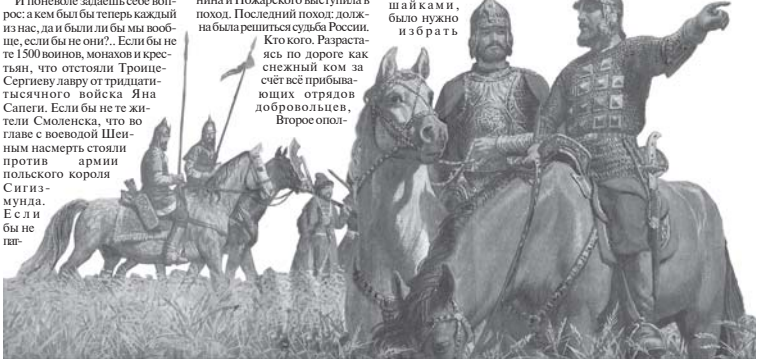 И поневоле задаёшь себе воп-
рос: а кем был бы теперь каждый
из нас, да и были ли бы мы вооб-
ще, если бы не они?.. Если бы не
те 1500 воинов, монахов и крес-
тьян, что отстояли Троице-
Сергиеву лавру от тридцати-
тысячного войска Яна
Сапеги. Если бы не те жи-
тели Смоленска, что во
главе с воеводой Шеи-
ным насмерть стояли
против армии
польского короля
Сигиз-
мунда.
Если
бы не
пат-
нина и Пожарского выступила в
поход. Последний поход: долж-
на была решиться судьба России.
Кто кого. Разраста-
ясь по дороге как
снежный ком за
счёт всё прибыва-
ющих отрядов
добровольцев,
Второе опол-
шайками,
было нужно
избрать